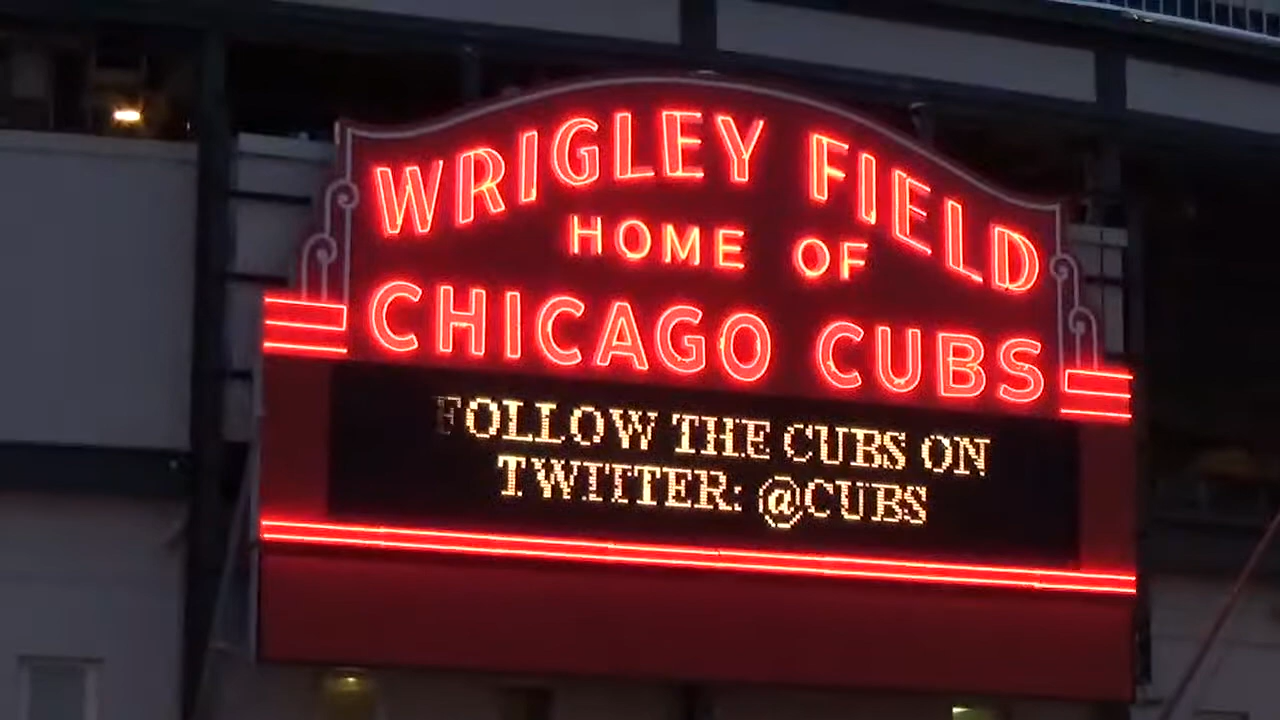 WRIGLEY FIELD
HOME OF
CHICAGO CUBS
FOLLOW THE CUBS ON
TWITTER: @CUBS